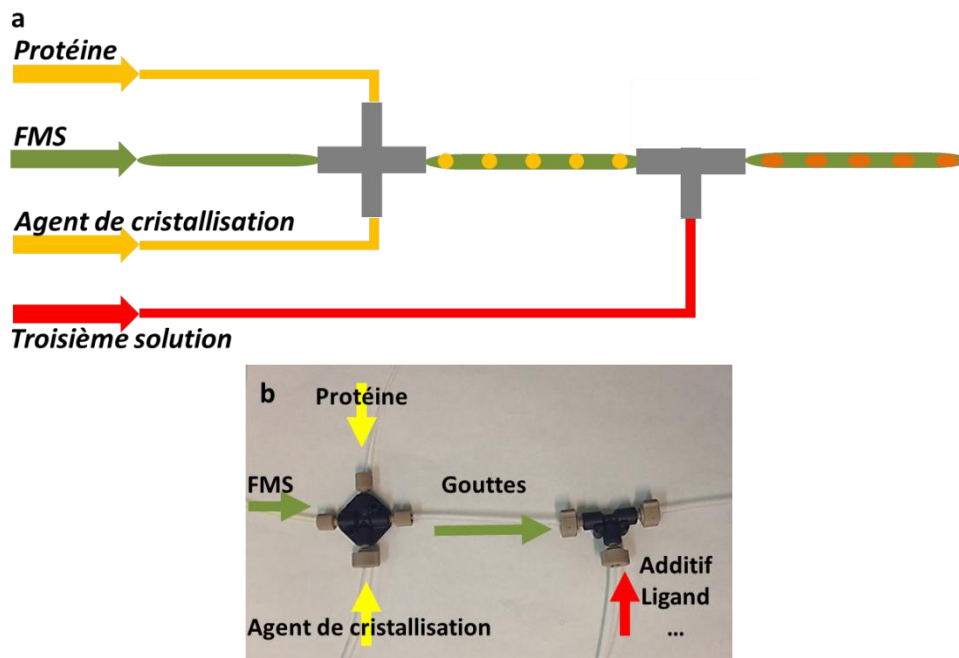 a
Protéine
FMS
Agent de cristallisation
Troisième solution
b
Protéine
FMS
Gouttes
Additif
Ligand
...
Agent de cristallisation